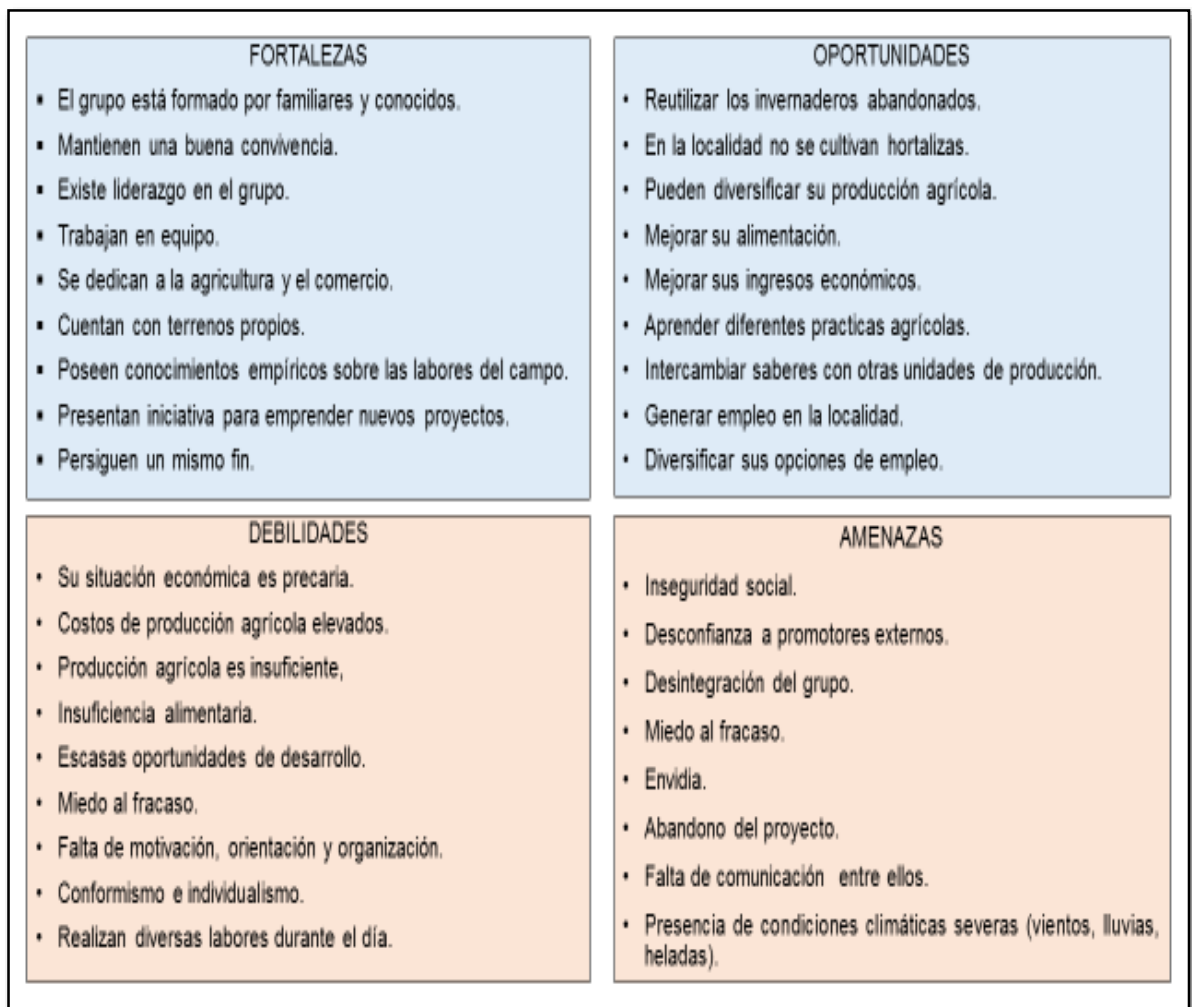 FORTALEZAS
▪ El grupo está formado por familiares y conocidos.
▪ Mantienen una buena convivencia.
▪ Existe liderazgo en el grupo.
▪ Trabajan en equipo.
▪ Se dedican a la agricultura y el comercio.
▪ Cuentan con terrenos propios.
▪ Poseen conocimientos empíricos sobre las labores del campo.
▪ Presentan iniciativa para emprender nuevos proyectos.
▪ Persiguen un mismo fin.
OPORTUNIDADES
• Reutilizar los invernaderos abandonados.
• En la localidad no se cultivan hortalizas.
• Pueden diversificar su producción agrícola.
• Mejorar su alimentación.
• Mejorar sus ingresos económicos.
• Aprender diferentes practicas agrícolas.
• Intercambiar saberes con otras unidades de producción.
• Generar empleo en la localidad.
• Diversificar sus opciones de empleo.
DEBILIDADES
• Su situación económica es precaria.
• Costos de producción agrícola elevados.
• Producción agrícola es insuficiente,
• Insuficiencia alimentaria.
• Escasas oportunidades de desarrollo.
• Miedo al fracaso.
• Falta de motivación, orientación y organización.
• Conformismo e individualismo.
• Realizan diversas labores durante el día.
AMENAZAS
• Inseguridad social.
• Desconfianza a promotores externos.
• Desintegración del grupo.
• Miedo al fracaso.
• Envidia.
• Abandono del proyecto.
• Falta de comunicación entre ellos.
• Presencia de condiciones climáticas severas (vientos, lluvias,
heladas).